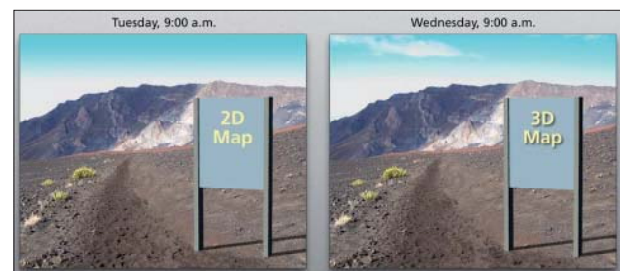 Tuesday, 9:00 a.m.
Wednesday, 9:00 a.m.
2D
Map
3D
Map